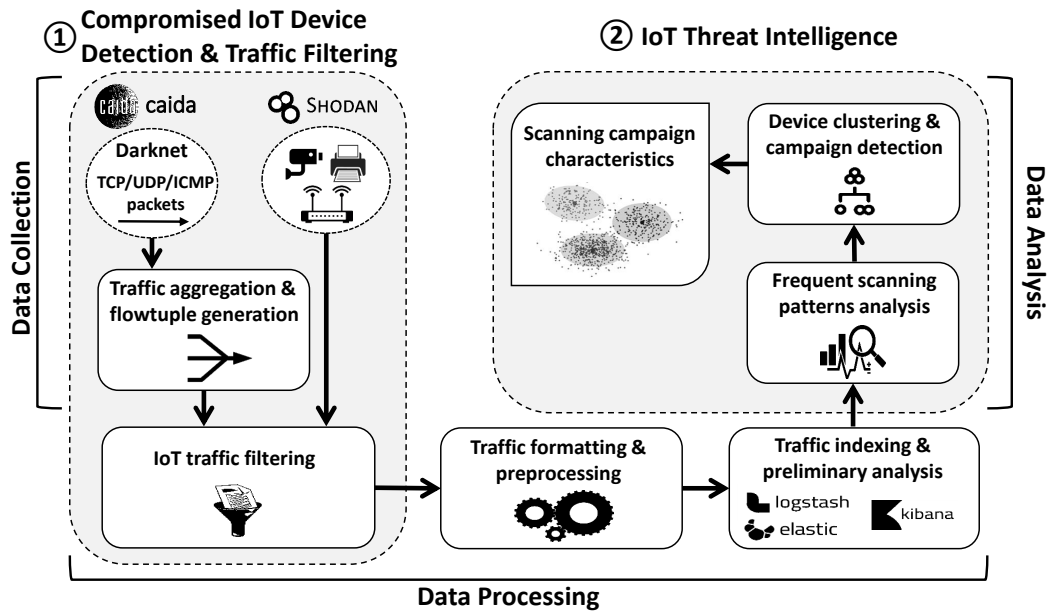 ① Compromised IoT Device
Detection & Traffic Filtering
② IoT Threat Intelligence
Data Collection
caida caida
SHODAN
Darknet
TCP/UDP/ICMP
packets
Traffic aggregation &
flowtuple generation
IoT traffic filtering
Traffic formatting &
preprocessing
Traffic indexing &
preliminary analysis
logstash
elastic
kibana
Frequent scanning
patterns analysis
Device clustering &
campaign detection
Scanning campaign
characteristics
Data Analysis
Data Processing